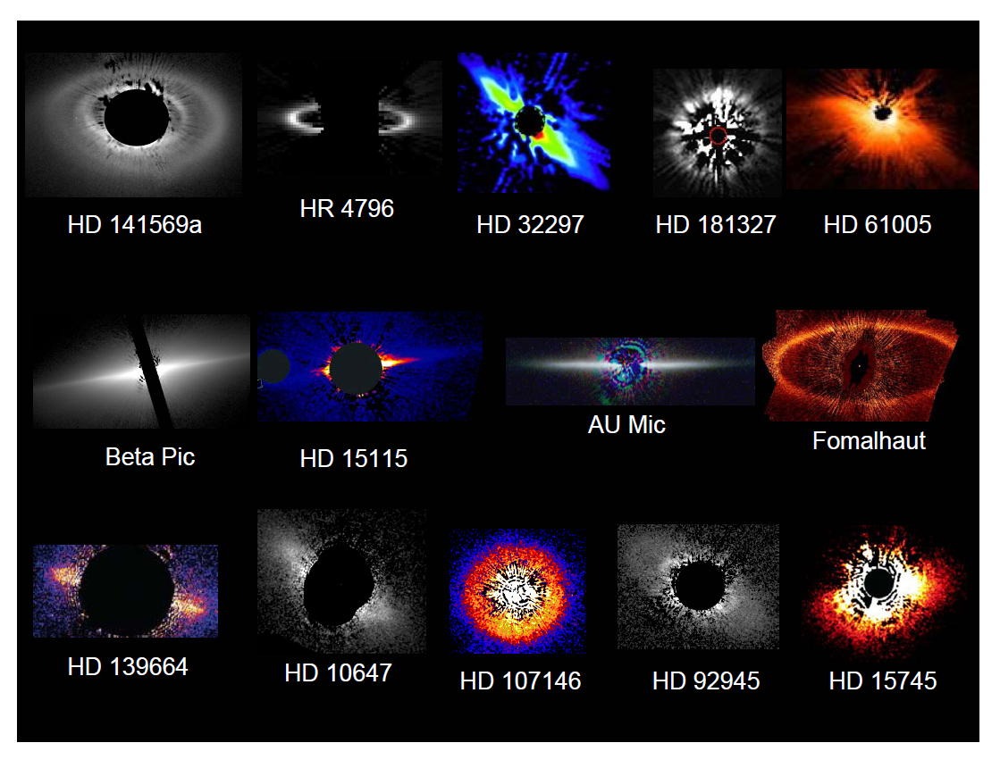 HD 141569a
HR 4796
HD 32297
HD 181327
HD 61005
Beta Pic
HD 15115
AU Mic
Fomalhaut
HD 139664
HD 10647
HD 107146
HD 92945
HD 15745